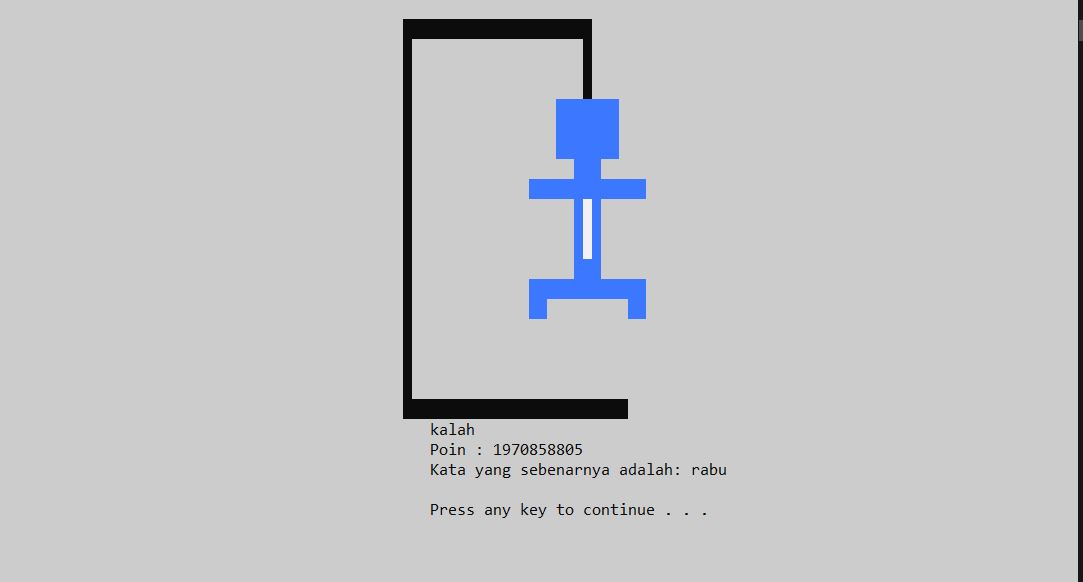 kalah
Poin : 1970858805
Kata yang sebenarnya adalah: rabu
Press any key to continue . . .